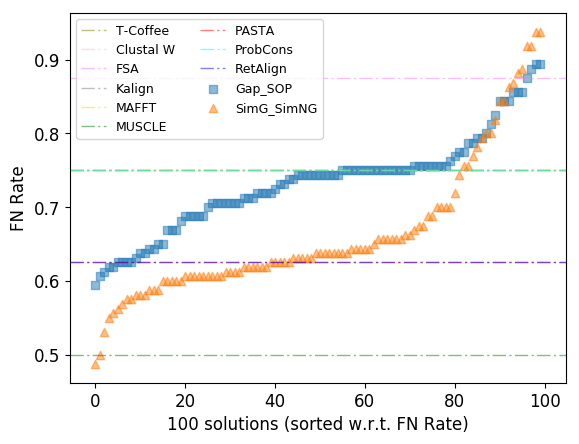 T-Coffee
Clustal W
FSA
Kalign
MAFFT
MUSCLE
PASTA
ProbCons
RetAlign
Gap_SOP
SimG_SimNG
FN Rate
0.9
0.8
0.7
0.6
0.5
0 20 40 60 80 100
100 solutions (sorted w.r.t. FN Rate)